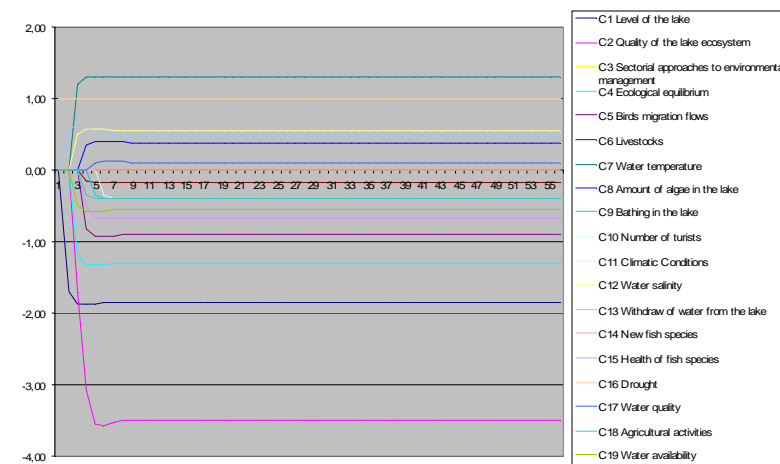 2,00
1,00
0,00
1 3 5 7 9 11 13 15 17 19 21 23 25 27 29 31 33 35 37 39 41 43 45 47 49 51 53 55
-1,00
-2,00
-3,00
-4,00
C1 Level of the lake
C2 Quality of the lake ecosystem
C3 Sectorial approaches to environmenta
management
C4 Ecological equilibrium
C5 Birds migration flows
C6 Livestocks
C7 Water temperature
C8 Amount of algae in the lake
C9 Bathing in the lake
C10 Number of turists
C11 Climatic Conditions
C12 Water salinity
C13 Withdraw of water from the lake
C14 New fish species
C15 Health of fish species
C16 Drought
C17 Water quality
C18 Agricultural activities
C19 Water availability